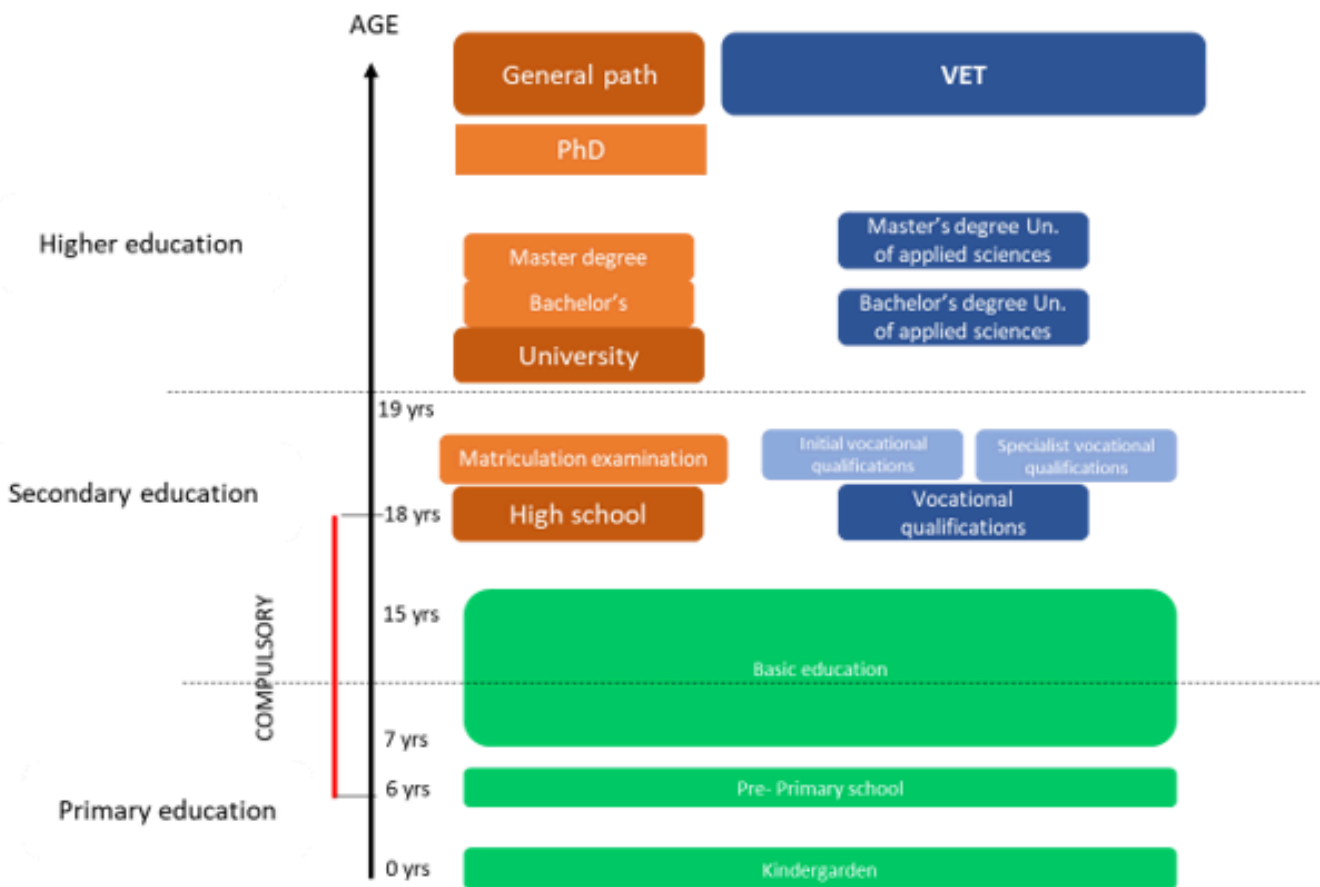 AGE
General path
VET
PhD
Higher education
Master degree
Master's degree Un.
of applied sciences
Bachelor's
Bachelor's degree Un.
of applied sciences
University
19 yrs
Secondary education
Matriculation examination
Initial vocational
qualifications
Specialist vocational
qualifications
18 yrs
High school
Vocational
qualifications
COMPULSORY
15 yrs
Basic education
7 yrs
6 yrs
Pre- Primary school
Primary education
0 yrs
Kindergarden